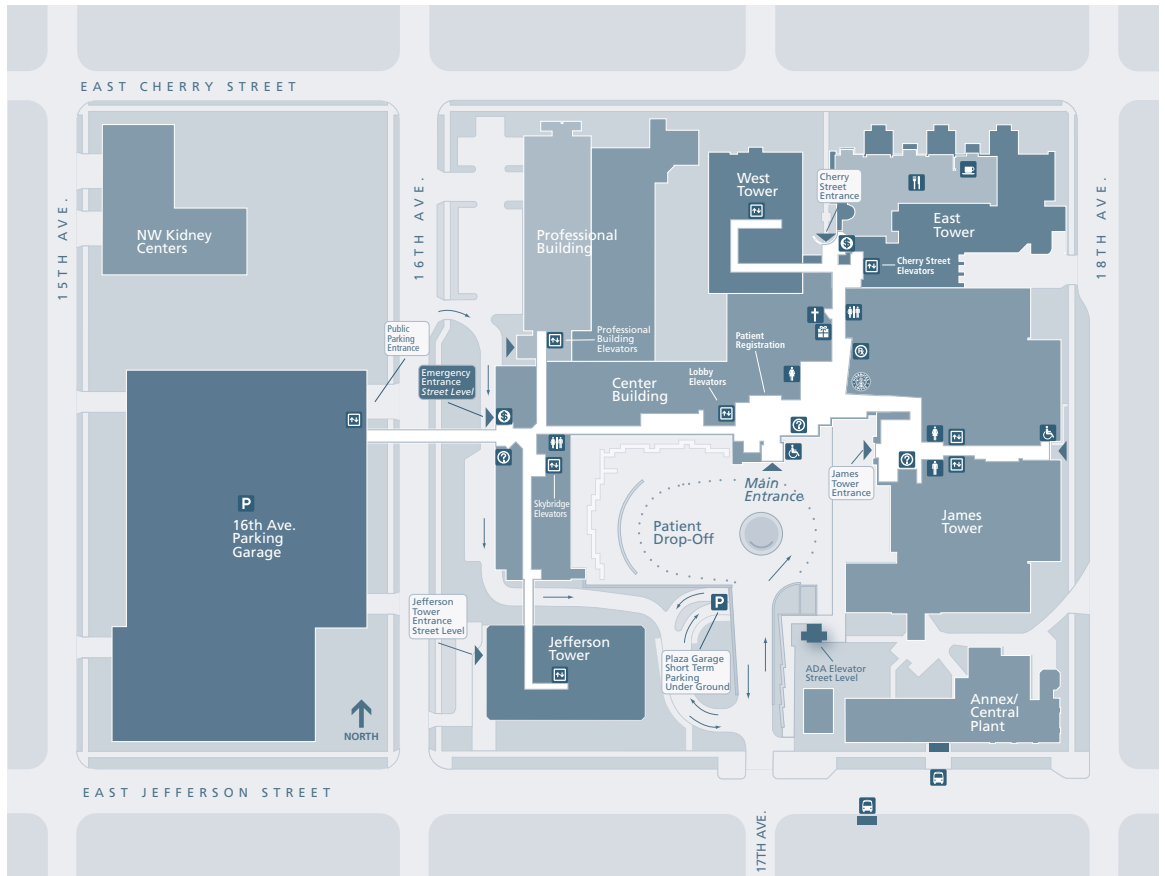 EAST CHERRY STREET
15TH AVE.
16TH AVE.
18TH AVE.
NW Kidney
Centers
Professional
Building
West
Tower
Cherry
Street
Entrance
East
Tower
Cherry Street
Elevators
Public
Parking
Entrance
Professional
Building
Elevators
Patient
Registration
Emergency
Entrance
Street Level
Center
Building
Lobby
Elevators
$
$
?
?
?
P
16th Ave.
Parking
Garage
Skybridge
Elevators
Main
Entrance
James
Tower
Entrance
James
Tower
Patient
Drop-Off
Jefferson
Tower
Entrance
Street Level
Jefferson
Tower
P
Plaza Garage
Short Term
Parking
Under Ground
ADA Elevator
Street Level
Annex/
Central
Plant
NORTH
EAST JEFFERSON STREET
17TH AVE.